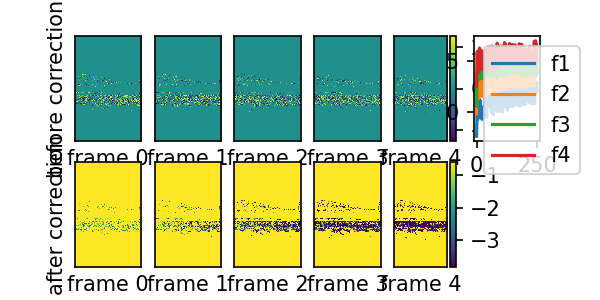 before correction
frame 0
frame 1
frame 2
frame 3
frame 4
5
0
0
250
f1
f2
f3
f4
after correction
frame 0
frame 1
frame 2
frame 3
frame 4
−1
−2
−3